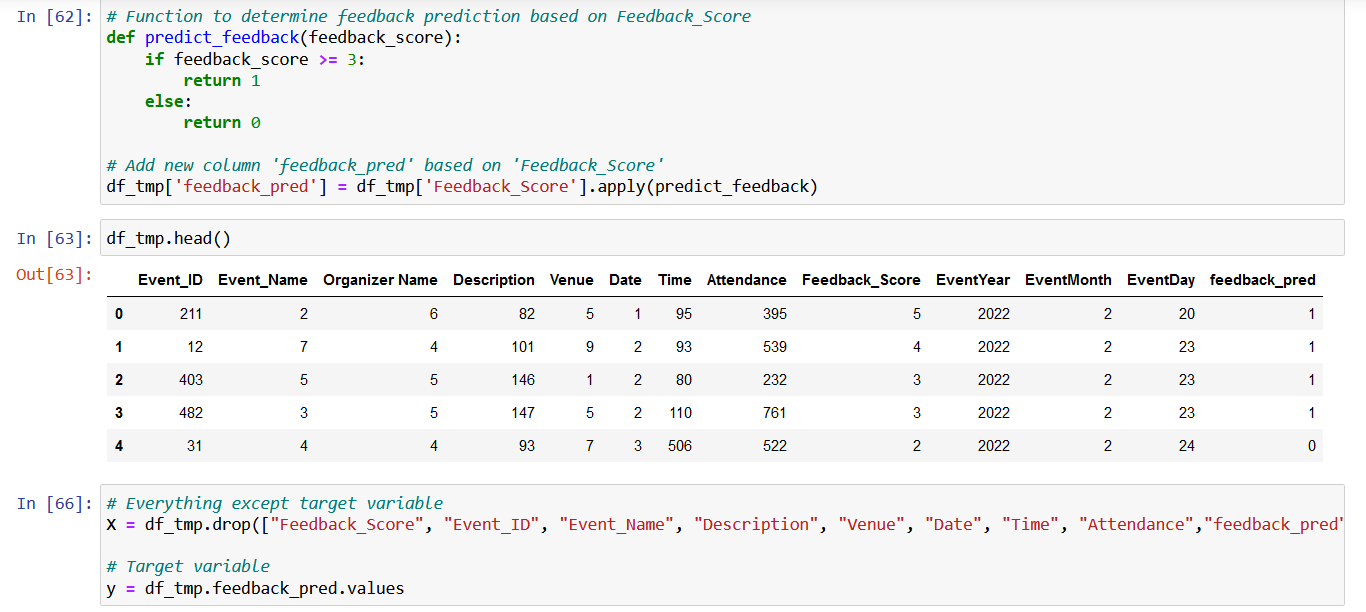 In [62]: # Function to determine feedback prediction based on Feedback_Score
def predict_feedback(feedback_score):
    if feedback_score >= 3:
        return 1
    else:
        return 0
# Add new column 'feedback_pred' based on 'Feedback_Score'
df_tmp['feedback_pred'] = df_tmp['Feedback_Score'].apply(predict_feedback)
In [63]: df_tmp.head()
Out[63]:
Event_ID Event_Name Organizer Name Description Venue Date Time Attendance Feedback_Score EventYear EventMonth EventDay feedback_pred
0 211 2 6 82 5 1 95 395 5 2022 2 20 1
1 12 7 4 101 9 2 93 539 4 2022 2 23 1
2 403 5 5 146 1 2 80 232 3 2022 2 23 1
3 482 3 5 147 5 2 110 761 3 2022 2 23 1
4 31 4 4 93 7 3 506 522 2 2022 2 24 0
In [66]: # Everything except target variable
X = df_tmp.drop(["Feedback_Score", "Event_ID", "Event_Name", "Description", "Venue", "Date", "Time", "Attendance","feedback_pred"
# Target variable
y = df_tmp.feedback_pred.values